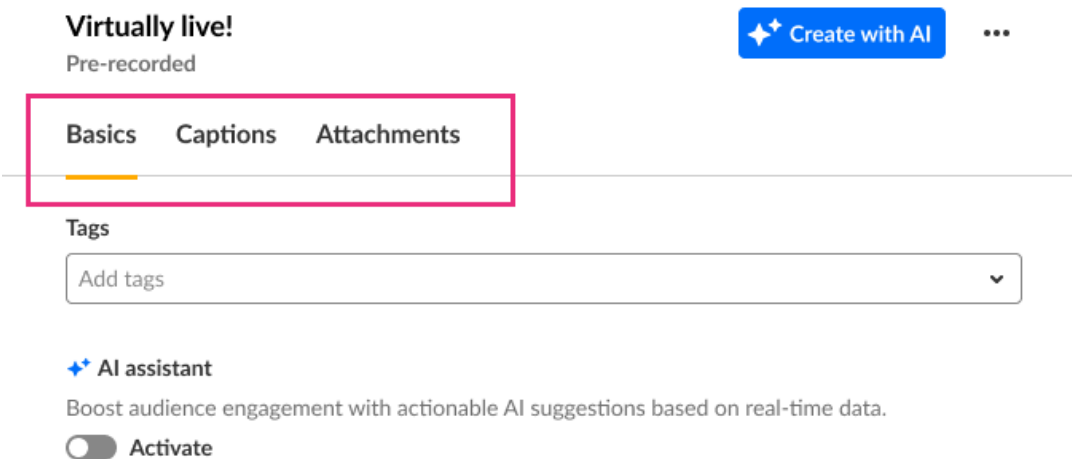 Virtually live!
Create with AI
Pre-recorded
Basics Captions Attachments
Tags
Add tags
AI assistant
Boost audience engagement with actionable AI suggestions based on real-time data.
Activate